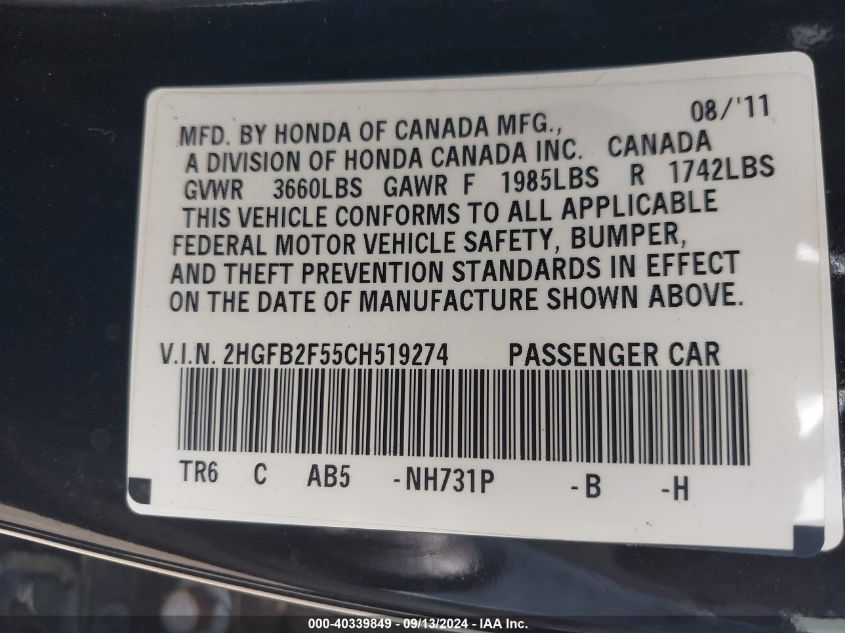 08/'11
MFD. BY HONDA OF CANADA MFG.,
A DIVISION OF HONDA CANADA INC. CANADA
GVWR 3660LBS GAWR F 1985LBS R 1742LBS
THIS VEHICLE CONFORMS TO ALL APPLICABLE
FEDERAL MOTOR VEHICLE SAFETY, BUMPER,
AND THEFT PREVENTION STANDARDS IN EFFECT
ON THE DATE OF MANUFACTURE SHOWN ABOVE.
V.I.N. 2HGFB2F55CH519274 PASSENGER CAR
TR6 C AB5 -NH731P -B -H
000-40339849 - 09/13/2024 - IAA Inc.